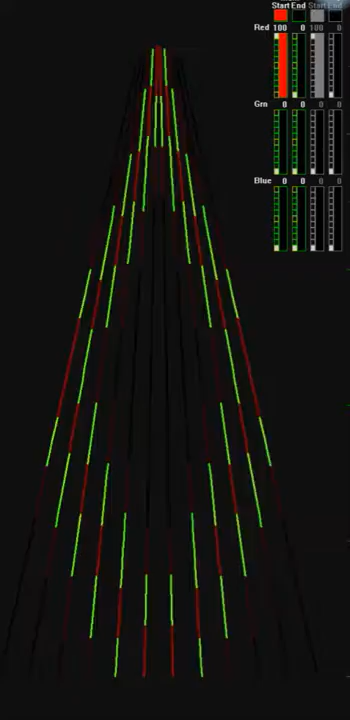 Start End Start End
Red 100 0 100 0
Grn 0 0 0 0
Blue 0 0 0 0